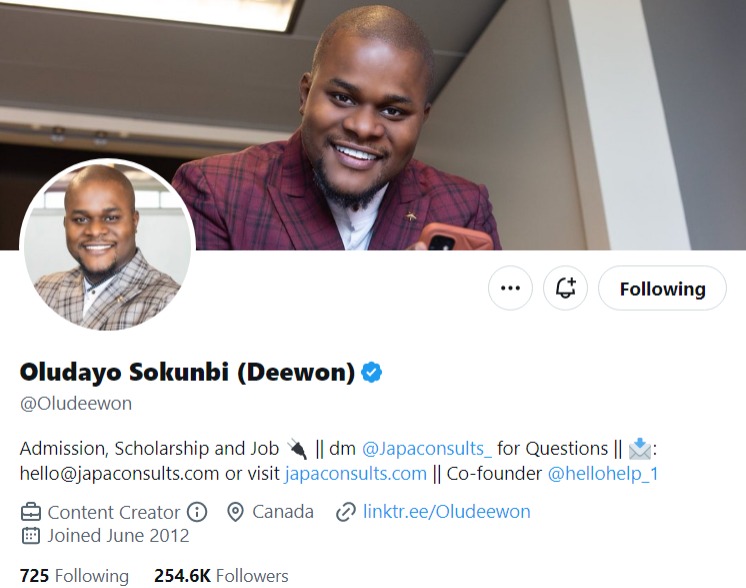 Following
Oludayo Sokunbi (Deewon)
@Oludeewon
Admission, Scholarship and Job 🔌 || dm @Japaconsults_ for Questions || 📩:
hello@japaconsults.com or visit japaconsults.com || Co-founder @hellohelp_1
Content Creator Canada linktr.ee/Oludeewon
Joined June 2012
725 Following 254.6K Followers